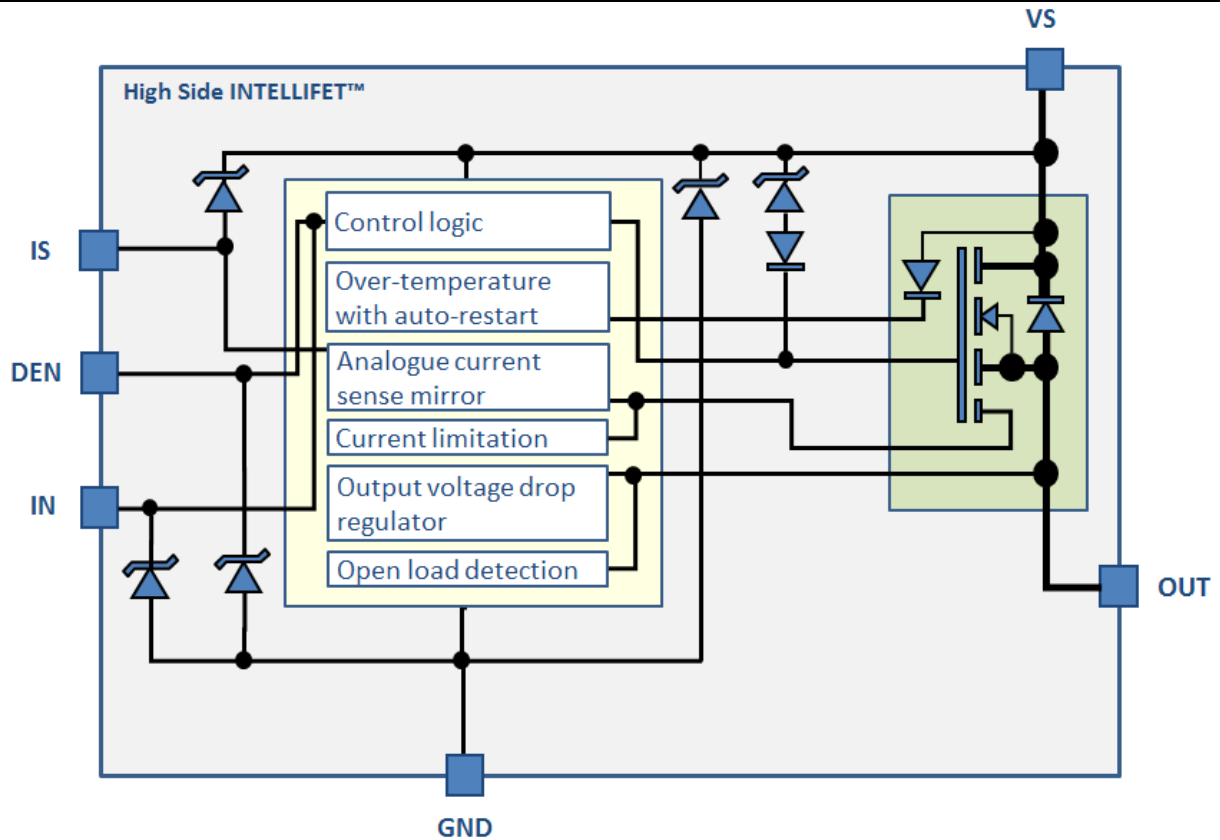 VS
High Side INTELLIFET™
Control logic
IS
Over-temperature
with auto-restart
Analogue current
sense mirror
DEN
Current limitation
Output voltage drop
regulator
IN
Open load detection
OUT
GND